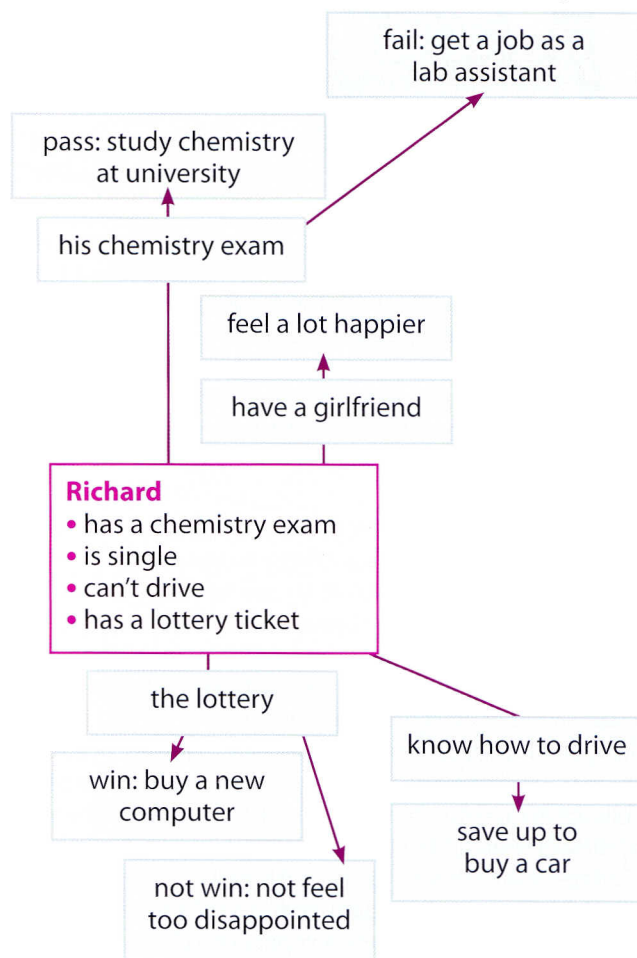 fail: get a job as a
lab assistant
pass: study chemistry
at university
his chemistry exam
feel a lot happier
have a girlfriend
Richard
• has a chemistry exam
• is single
• can't drive
• has a lottery ticket
the lottery
know how to drive
win: buy a new
computer
save up to
buy a car
not win: not feel
too disappointed